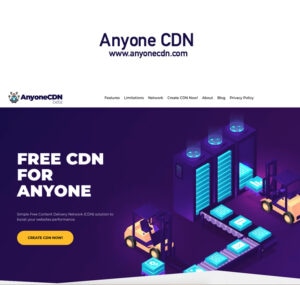 Anyone CDN
www.anyonecdn.com
AnyoneCDN
Features Limitations Network Create CDN Now! About Blog Privacy Policy
FREE CDN
FOR
ANYONE
Simple Free Content Delivery Network (CDN) solution to
boost your websites performance.
CREATE CDN NOW!